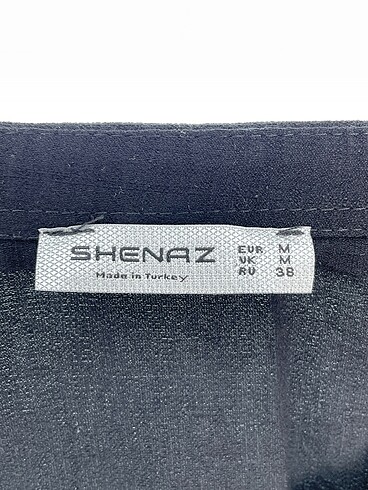 SHENAZ
Made in Turkey
EUR M
UK M
RU 38